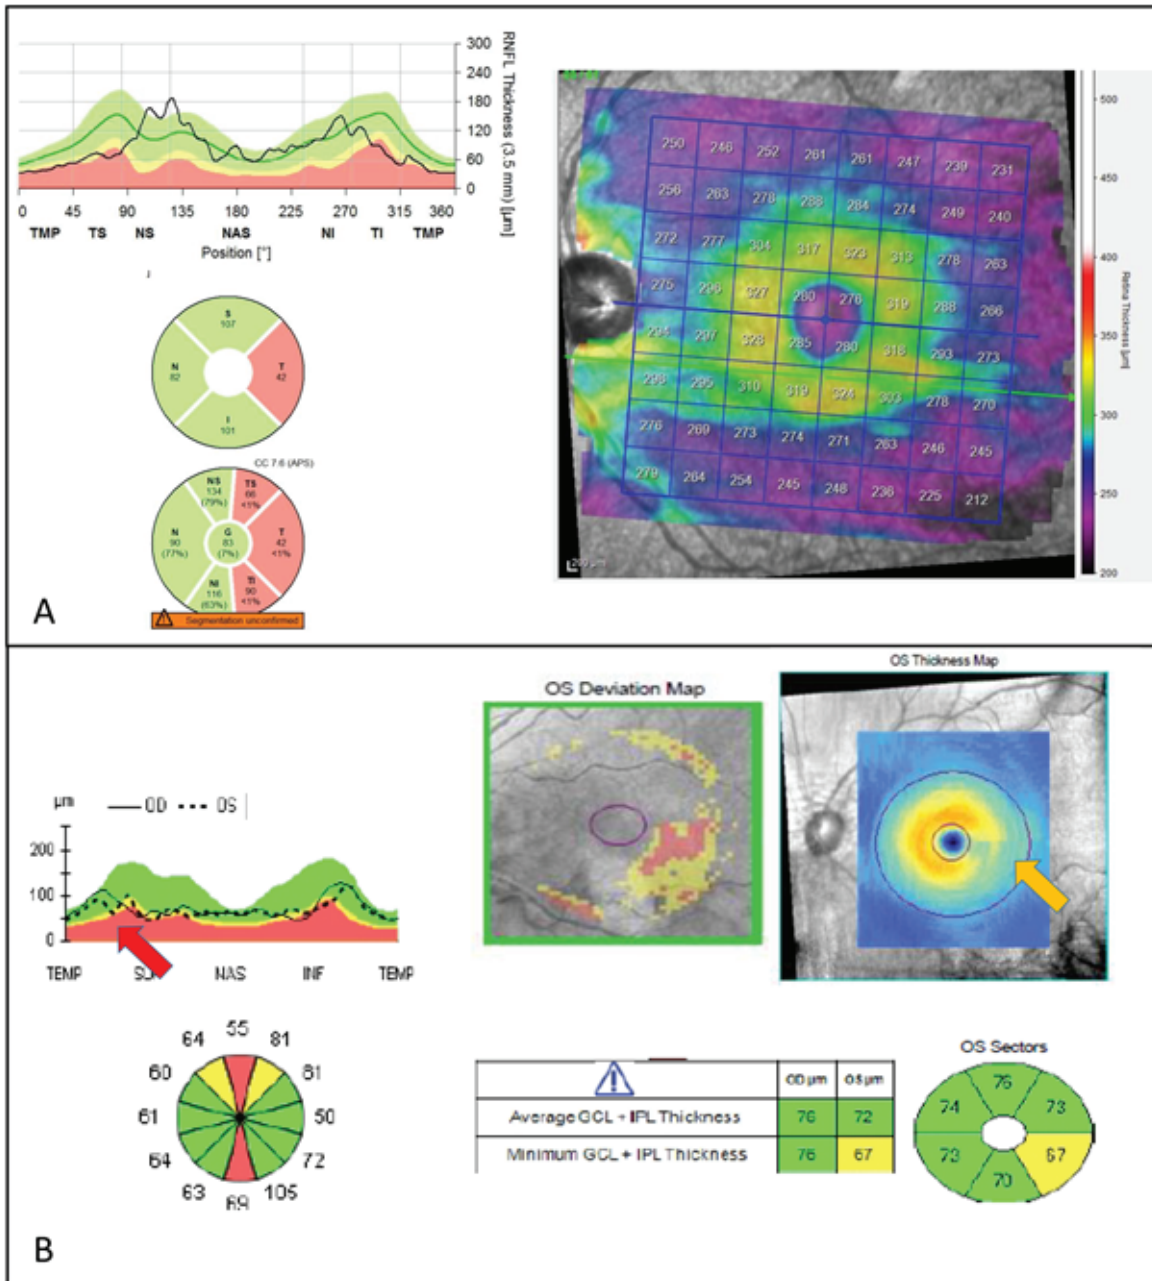 300
240
180
120
60
0
RNFL Thickness (3.5 mm) [µm]
0 45 90 135 180 225 270 315 360
TMP TS NS NAS NI TI TMP
Position [°]
S
107
N
82
T
42
I
101
CC 7.6 (APS)
NS
134
(79%)
TS
66
<1%
N
90
(77%)
G
83
(7%)
T
42
<1%
NI
116
(63%)
TI
90
<1%
Segmentation unconfirmed
A
250 246 252 261 261 247 239 231
256 263 278 288 284 274 249 240
272 277 304 317 323 313 278 263
275 296 327 280 276 319 288 266
294 297 328 285 280 318 293 273
298 295 310 319 324 303 278 270
276 269 273 274 271 263 246 245
279 264 254 245 248 236 225 212
200 µm
500
450
400
350
300
250
200
Retina Thickness [µm]
OS Deviation Map
OS Thickness Map
µm
OD OS
200
100
0
TEMP NAS INF TEMP
55
64 81
60 81
61 50
64 72
63 105
69
OD µm OS µm
Average GCL + IPL Thickness 76 72
Minimum GCL + IPL Thickness 76 67
OS Sectors
76
74 73
73 67
70
B